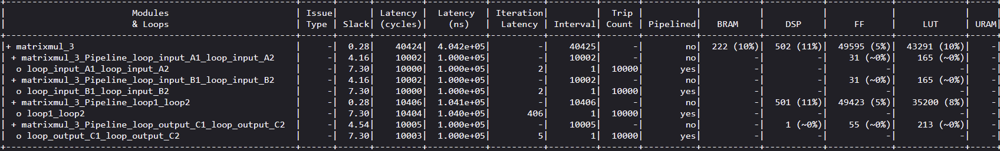 +------------------------------------------------+------+------+---------+-----------+----------+---------+-------+----------+-----------+-----------+------------+-------------+-----+
|                     Modules                    | Issue|      | Latency |  Latency  | Iteration|         |  Trip |          |           |           |            |             |     |
|                     & Loops                    | Type | Slack| (cycles)|    (ns)   |  Latency | Interval| Count | Pipelined|   BRAM    |    DSP    |     FF     |     LUT     | URAM|
+------------------------------------------------+------+------+---------+-----------+----------+---------+-------+----------+-----------+-----------+------------+-------------+-----+
|+ matrixmul_3                                   |     -|  0.28|    40424|  4.042e+05|         -|    40425|      -|        no|  222 (10%)|  502 (11%)|  49595 (5%)|  43291 (10%)|    -|
| + matrixmul_3_Pipeline_loop_input_A1_loop_input_A2  |     -|  4.16|    10002|  1.000e+05|         -|    10002|      -|        no|          -|          -|    31 (~0%)|    165 (~0%)|    -|
|  o loop_input_A1_loop_input_A2                 |     -|  7.30|    10000|  1.000e+05|         2|        1|  10000|       yes|          -|          -|           -|            -|    -|
| + matrixmul_3_Pipeline_loop_input_B1_loop_input_B2  |     -|  4.16|    10002|  1.000e+05|         -|    10002|      -|        no|          -|          -|    31 (~0%)|    165 (~0%)|    -|
|  o loop_input_B1_loop_input_B2                 |     -|  7.30|    10000|  1.000e+05|         2|        1|  10000|       yes|          -|          -|           -|            -|    -|
| + matrixmul_3_Pipeline_loop1_loop2             |     -|  0.28|    10406|  1.041e+05|         -|    10406|      -|        no|          -|  501 (11%)|  49423 (5%)|   35200 (8%)|    -|
|  o loop1_loop2                                 |     -|  7.30|    10404|  1.040e+05|       406|        1|  10000|       yes|          -|          -|           -|            -|    -|
| + matrixmul_3_Pipeline_loop_output_C1_loop_output_C2  |     -|  4.54|    10005|  1.000e+05|         -|    10005|      -|        no|          -|    1 (~0%)|    55 (~0%)|    213 (~0%)|    -|
|  o loop_output_C1_loop_output_C2               |     -|  7.30|    10003|  1.000e+05|         5|        1|  10000|       yes|          -|          -|           -|            -|    -|
+------------------------------------------------+------+------+---------+-----------+----------+---------+-------+----------+-----------+-----------+------------+-------------+-----+